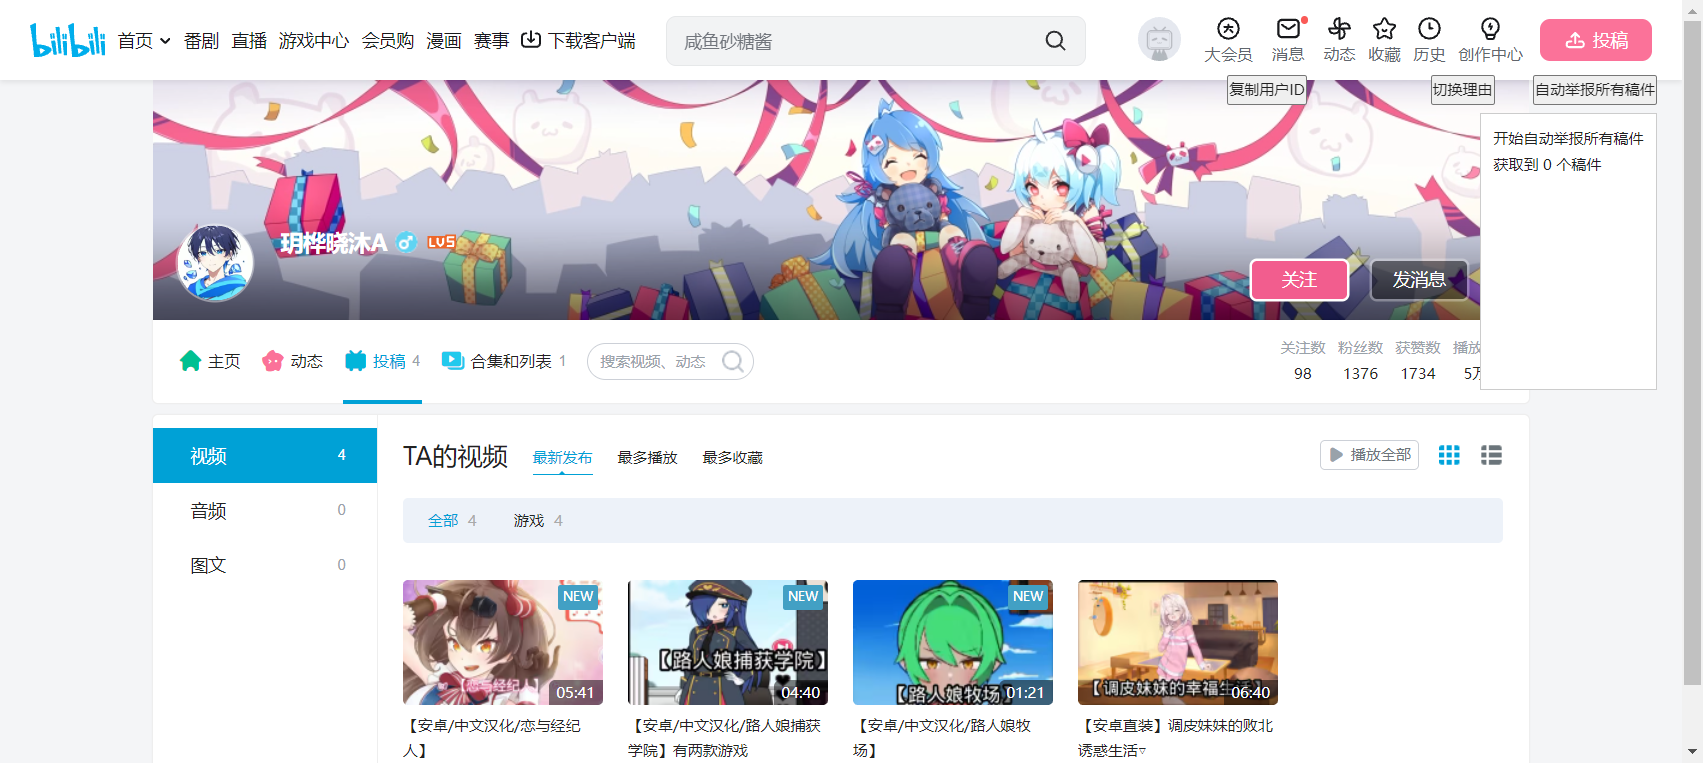 bilibili 首页 番剧 直播 游戏中心 会员购 漫画 赛事 下载客户端 咸鱼砂糖酱 大会员 消息 动态 收藏 历史 创作中心 投稿
复制用户ID 切换理由 自动举报所有稿件
开始自动举报所有稿件
获取到 0 个稿件
玥桦晓沐A LV5
关注 发消息
主页 动态 投稿 4 合集和列表 1 搜索视频、动态
关注数 粉丝数 获赞数 播放
98 1376 1734 5万
视频 4
音频 0
图文 0
TA的视频 最新发布 最多播放 最多收藏 播放全部
全部 4 游戏 4
NEW
【恋与经纪人】
05:41
【安卓/中文汉化/恋与经纪
人】
NEW
【路人娘捕获学院】
04:40
【安卓/中文汉化/路人娘捕获
学院】有两款游戏
NEW
【路人娘牧场】
01:21
【安卓/中文汉化/路人娘牧
场】
【调皮妹妹的幸福生活】
06:40
【安卓直装】调皮妹妹的败北
诱惑生活▿